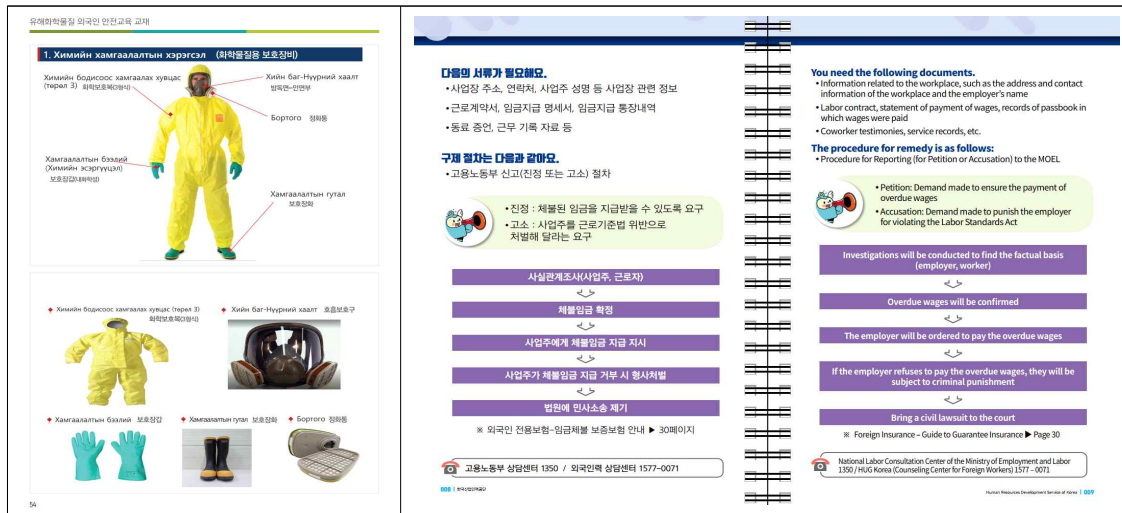 유해화학물질 외국인 안전교육 교재
1. Химийн хамгаалалтын хэрэгсэл (화학물질용 보호장비)
Химийн бодисоос хамгаалах хувцас
(төрөл 3) 화학보호복(3형식)
Хийн баг-Нүүрний хаалт
방독면-안면부
Бортого 정화통
Хамгаалалтын бээлий
(Химийн эсэргүүцэл)
보호장갑(내화학성)
Хамгаалалтын гутал
보호장화
Химийн бодисоос хамгаалах хувцас (төрөл 3)
화학보호복(3형식)
Хийн баг-Нүүрний хаалт 호흡보호구
Хамгаалалтын бээлий 보호장갑
Хамгаалалтын гутал 보호장화
Бортого 정화통
54
다음의 서류가 필요해요.
• 사업장 주소, 연락처, 사업주 성명 등 사업장 관련 정보
• 근로계약서, 임금지급 명세서, 임금지급 통장내역
• 동료 증언, 근무 기록 자료 등
구제 절차는 다음과 같아요.
• 고용노동부 신고(진정 또는 고소) 절차
• 진정 : 체불된 임금을 지급받을 수 있도록 요구
• 고소 : 사업주를 근로기준법 위반으로
처벌해 달라는 요구
사실관계조사(사업주, 근로자)
체불임금 확정
사업주에게 체불임금 지급 지시
사업주가 체불임금 지급 거부 시 형사처벌
법원에 민사소송 제기
※ 외국인 전용보험-임금체불 보증보험 안내 ▶ 30페이지
고용노동부 상담센터 1350 / 외국인력 상담센터 1577-0071
008 | 한국산업인력공단
You need the following documents.
• Information related to the workplace, such as the address and contact
information of the workplace and the employer's name
• Labor contract, statement of payment of wages, records of passbook in
which wages were paid
• Coworker testimonies, service records, etc.
The procedure for remedy is as follows:
• Procedure for Reporting (for Petition or Accusation) to the MOEL
• Petition: Demand made to ensure the payment of
overdue wages
• Accusation: Demand made to punish the employer
for violating the Labor Standards Act
Investigations will be conducted to find the factual basis
(employer, worker)
Overdue wages will be confirmed
The employer will be ordered to pay the overdue wages
If the employer refuses to pay the overdue wages, they will be
subject to criminal punishment
Bring a civil lawsuit to the court
※ Foreign Insurance – Guide to Guarantee Insurance ▶ Page 30
National Labor Consultation Center of the Ministry of Employment and Labor
1350 / HUG Korea (Counseling Center for Foreign Workers) 1577 – 0071
Human Resources Development Service of Korea | 009